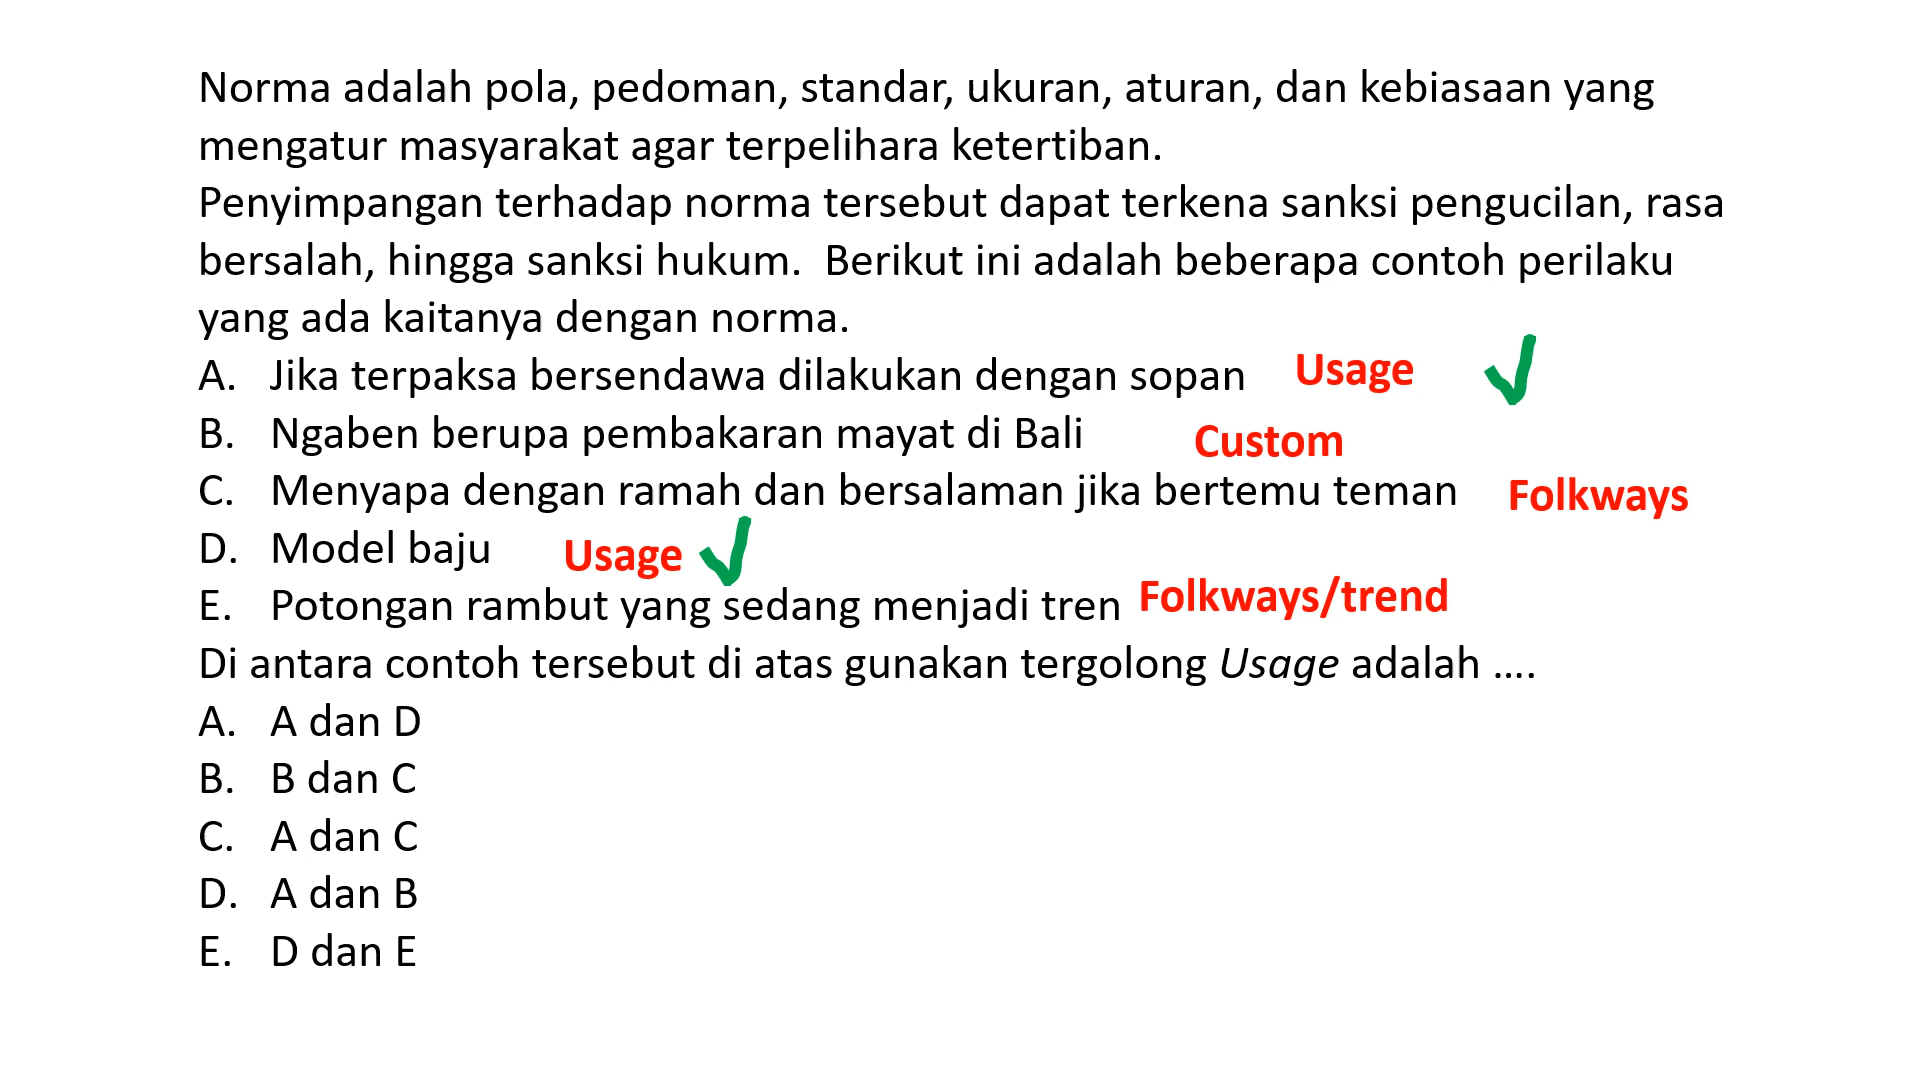 Norma adalah pola, pedoman, standar, ukuran, aturan, dan kebiasaan yang
mengatur masyarakat agar terpelihara ketertiban.
Penyimpangan terhadap norma tersebut dapat terkena sanksi pengucilan, rasa
bersalah, hingga sanksi hukum. Berikut ini adalah beberapa contoh perilaku
yang ada kaitanya dengan norma.
A. Jika terpaksa bersendawa dilakukan dengan sopan Usage
B. Ngaben berupa pembakaran mayat di Bali Custom
C. Menyapa dengan ramah dan bersalaman jika bertemu teman Folkways
D. Model baju Usage
E. Potongan rambut yang sedang menjadi tren Folkways/trend
Di antara contoh tersebut di atas gunakan tergolong Usage adalah ....
A. A dan D
B. B dan C
C. A dan C
D. A dan B
E. D dan E